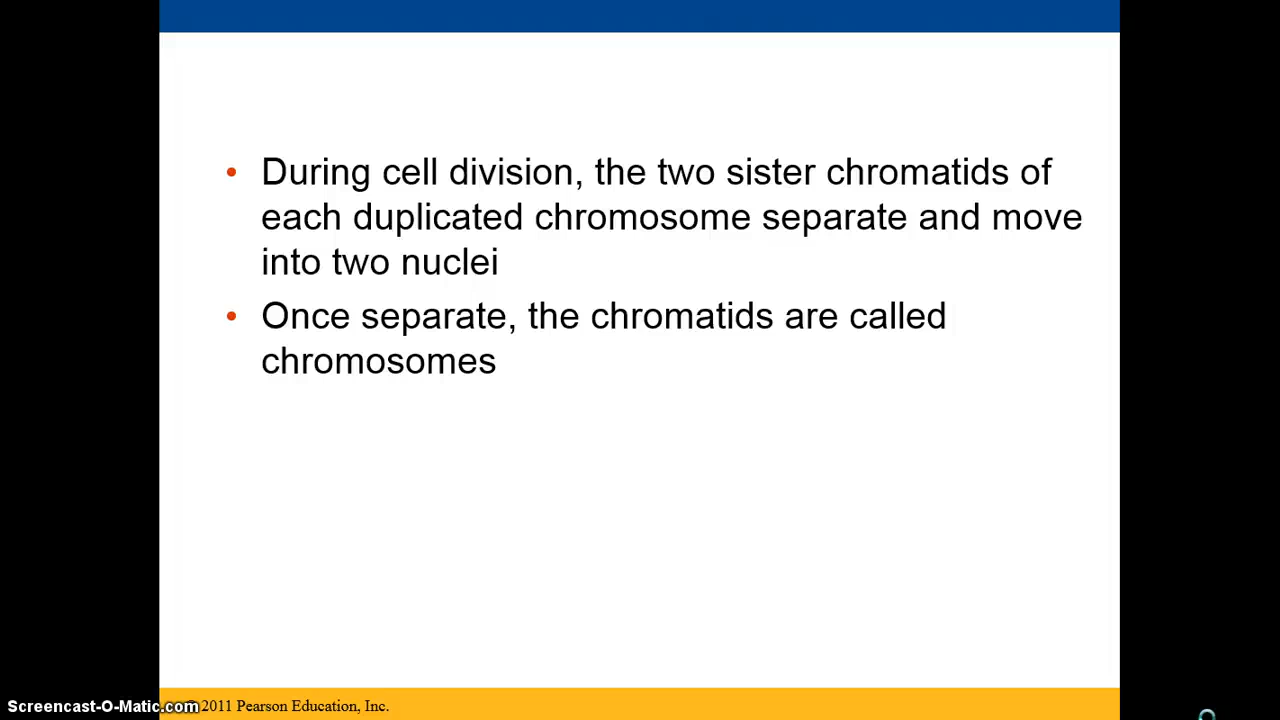 • During cell division, the two sister chromatids of
each duplicated chromosome separate and move
into two nuclei
• Once separate, the chromatids are called
chromosomes
Screencast-O-Matic.com © 2011 Pearson Education, Inc.